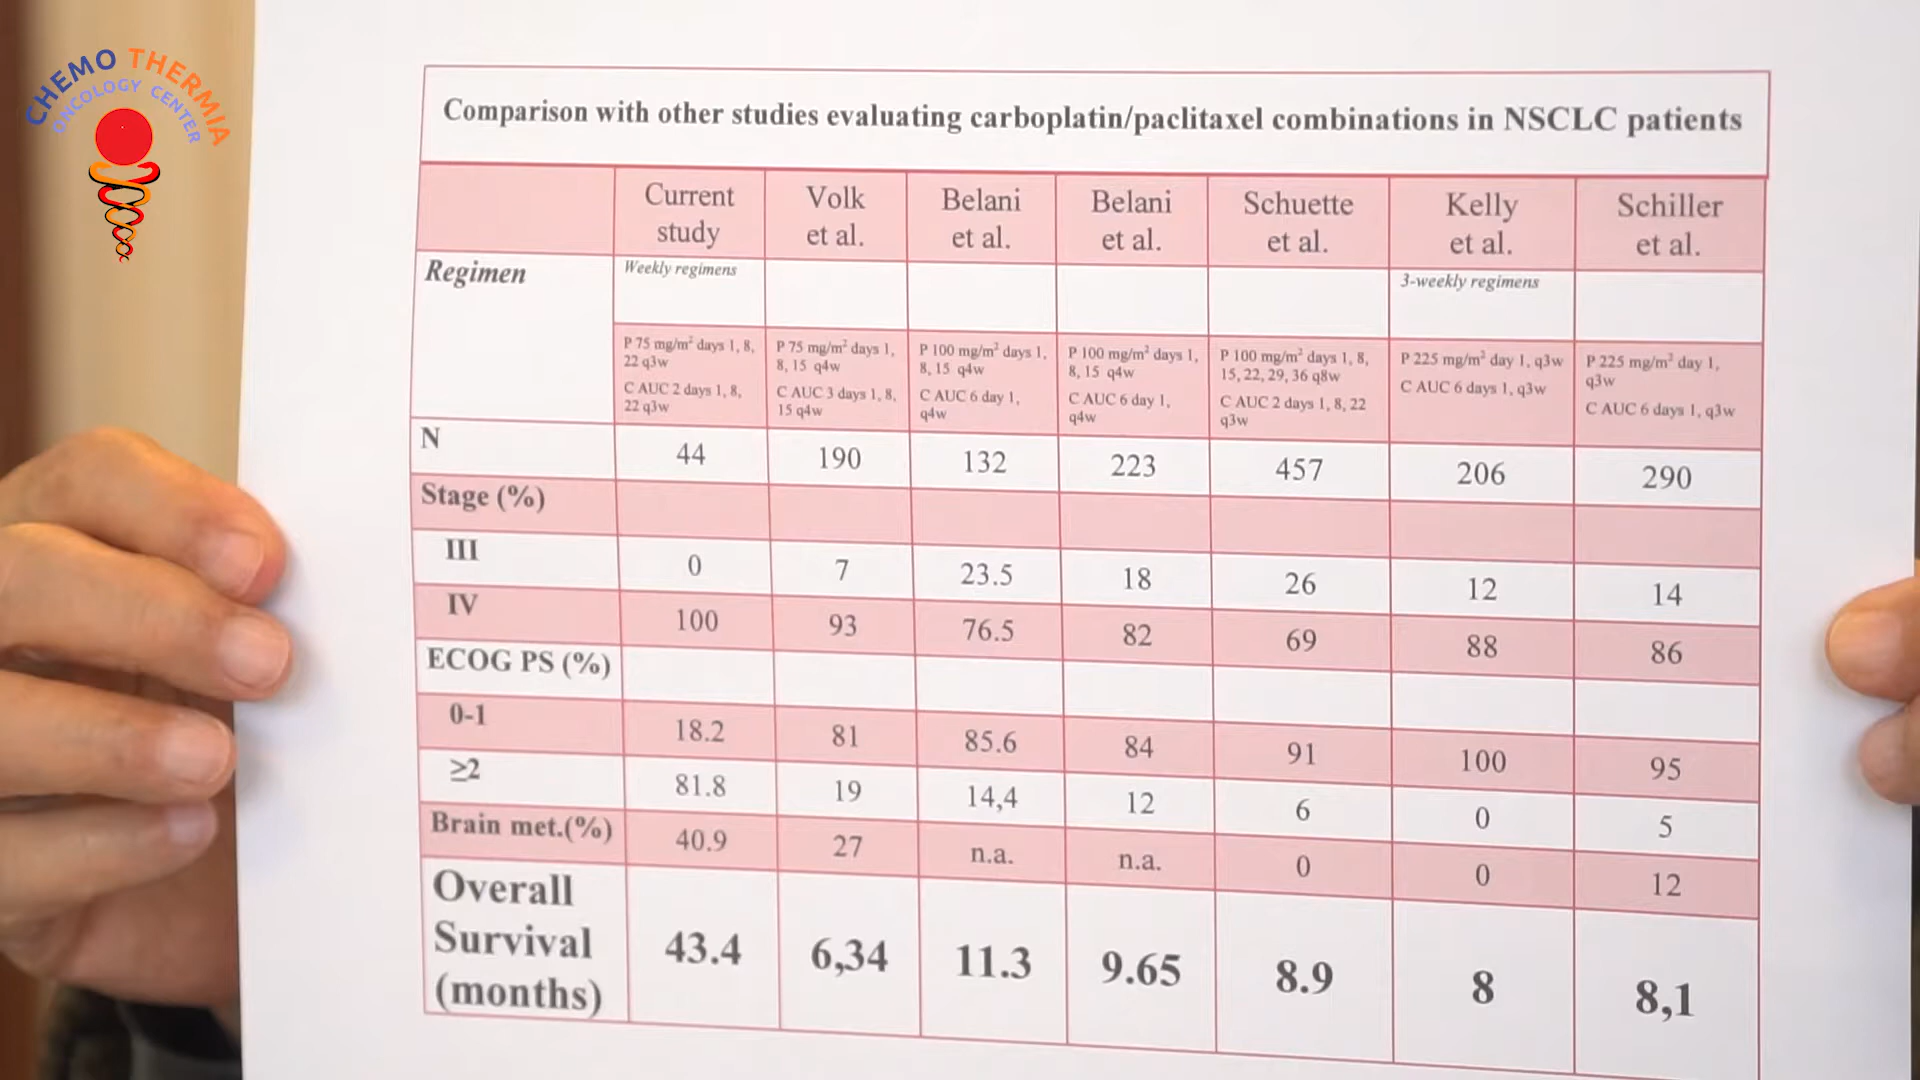 CHEMO THERMIA
ONCOLOGY CENTER
Comparison with other studies evaluating carboplatin/paclitaxel combinations in NSCLC patients
Current study
Volk et al.
Belani et al.
Belani et al.
Schuette et al.
Kelly et al.
Schiller et al.
Regimen
Weekly regimens
3-weekly regimens
P 75 mg/m² days 1, 8,
22 q3w
C AUC 2 days 1, 8,
22 q3w
P 75 mg/m² days 1,
8, 15 q4w
C AUC 3 days 1, 8,
15 q4w
P 100 mg/m² days 1,
8, 15 q4w
C AUC 6 day 1,
q4w
P 100 mg/m² days 1,
8, 15 q4w
C AUC 6 day 1,
q4w
P 100 mg/m² days 1, 8,
15, 22, 29, 36 q8w
C AUC 2 days 1, 8, 22
q3w
P 225 mg/m² day 1, q3w
C AUC 6 days 1, q3w
P 225 mg/m² day 1,
q3w
C AUC 6 days 1, q3w
N 44 190 132 223 457 206 290
Stage (%)
III 0 7 23.5 18 26 12 14
IV 100 93 76.5 82 69 88 86
ECOG PS (%)
0-1 18.2 81 85.6 84 91 100 95
≥2 81.8 19 14,4 12 6 0 5
Brain met.(%) 40.9 27 n.a. n.a. 0 0 12
Overall
Survival
(months)
43.4 6,34 11.3 9.65 8.9 8 8,1